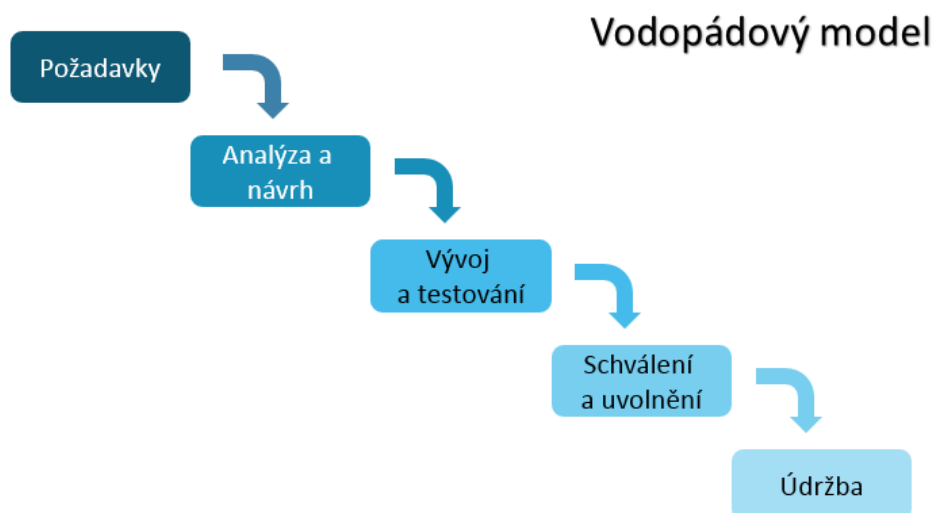 Vodopádový model
Požadavky
Analýza a
návrh
Vývoj
a testování
Schválení
a uvolnění
Údržba